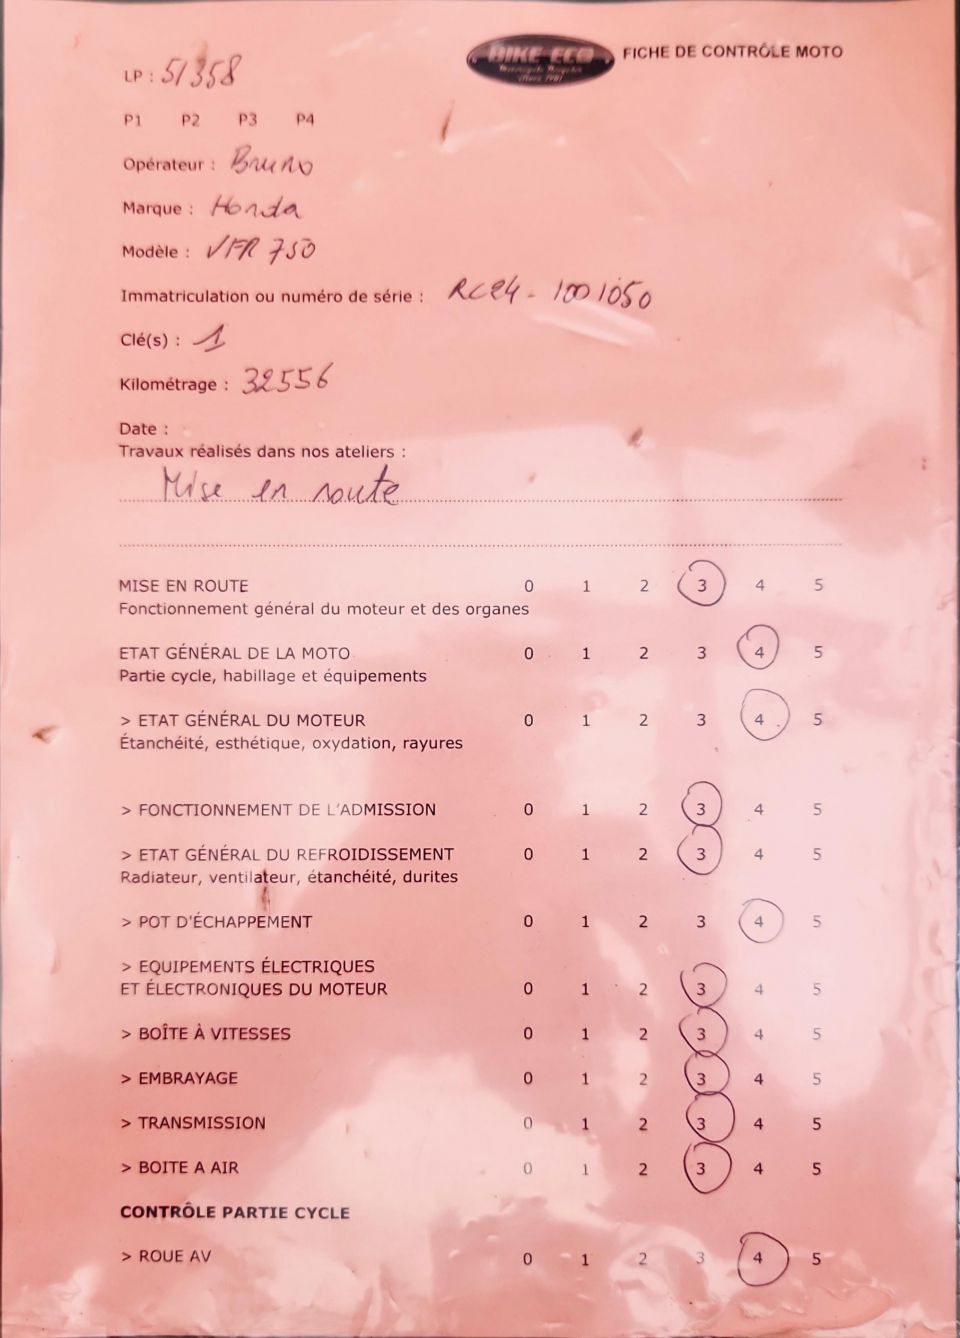 BIKE-ECO FICHE DE CONTRÔLE MOTO
LP : 51358
P1 P2 P3 P4
Opérateur : Bruno
Marque : Honda
Modèle : VFR 750
Immatriculation ou numéro de série : RC24 - 1001050
Clé(s) : 1
Kilométrage : 32556
Date :
Travaux réalisés dans nos ateliers :
Mise en route
MISE EN ROUTE 0 1 2 3 4 5
Fonctionnement général du moteur et des organes
ETAT GÉNÉRAL DE LA MOTO 0 1 2 3 4 5
Partie cycle, habillage et équipements
> ETAT GÉNÉRAL DU MOTEUR 0 1 2 3 4 5
Étanchéité, esthétique, oxydation, rayures
> FONCTIONNEMENT DE L'ADMISSION 0 1 2 3 4 5
> ETAT GÉNÉRAL DU REFROIDISSEMENT 0 1 2 3 4 5
Radiateur, ventilateur, étanchéité, durites
> POT D'ÉCHAPPEMENT 0 1 2 3 4 5
> EQUIPEMENTS ÉLECTRIQUES
ET ÉLECTRONIQUES DU MOTEUR 0 1 2 3 4 5
> BOÎTE À VITESSES 0 1 2 3 4 5
> EMBRAYAGE 0 1 2 3 4 5
> TRANSMISSION 0 1 2 3 4 5
> BOITE A AIR 0 1 2 3 4 5
CONTRÔLE PARTIE CYCLE
> ROUE AV 0 1 2 3 4 5